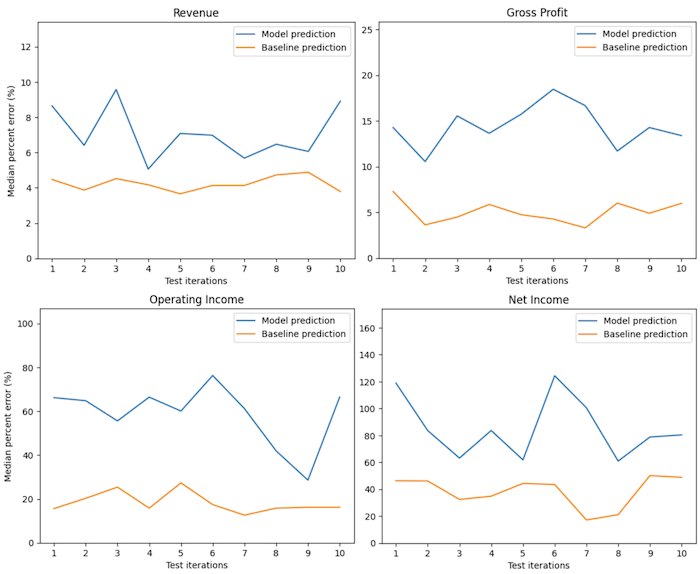 Revenue
Median percent error (%)
12
10
8
6
4
2
0
Model prediction
Baseline prediction
1 2 3 4 5 6 7 8 9 10
Test iterations
Gross Profit
25
20
15
10
5
0
Model prediction
Baseline prediction
1 2 3 4 5 6 7 8 9 10
Test iterations
Operating Income
Median percent error (%)
100
80
60
40
20
0
Model prediction
Baseline prediction
1 2 3 4 5 6 7 8 9 10
Test iterations
Net Income
160
140
120
100
80
60
40
20
0
Model prediction
Baseline prediction
1 2 3 4 5 6 7 8 9 10
Test iterations